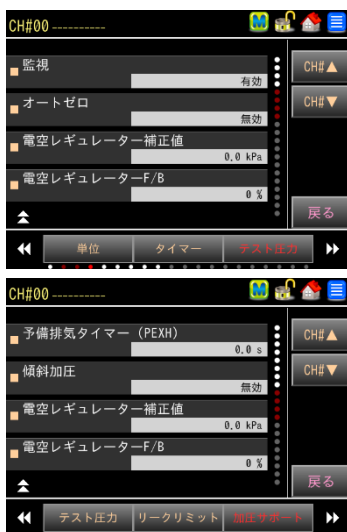 CH#00 ----------
M
監視
有効
CH#▲
オートゼロ
無効
CH#▼
電空レギュレーター補正値
0.0 kPa
電空レギュレーターF/B
0 %
戻る
単位 タイマー テスト圧力
CH#00 ----------
M
予備排気タイマー (PEXH)
0.0 s
CH#▲
傾斜加圧
無効
CH#▼
電空レギュレーター補正値
0.0 kPa
電空レギュレーターF/B
0 %
戻る
テスト圧力 リークリミット 加圧サポート